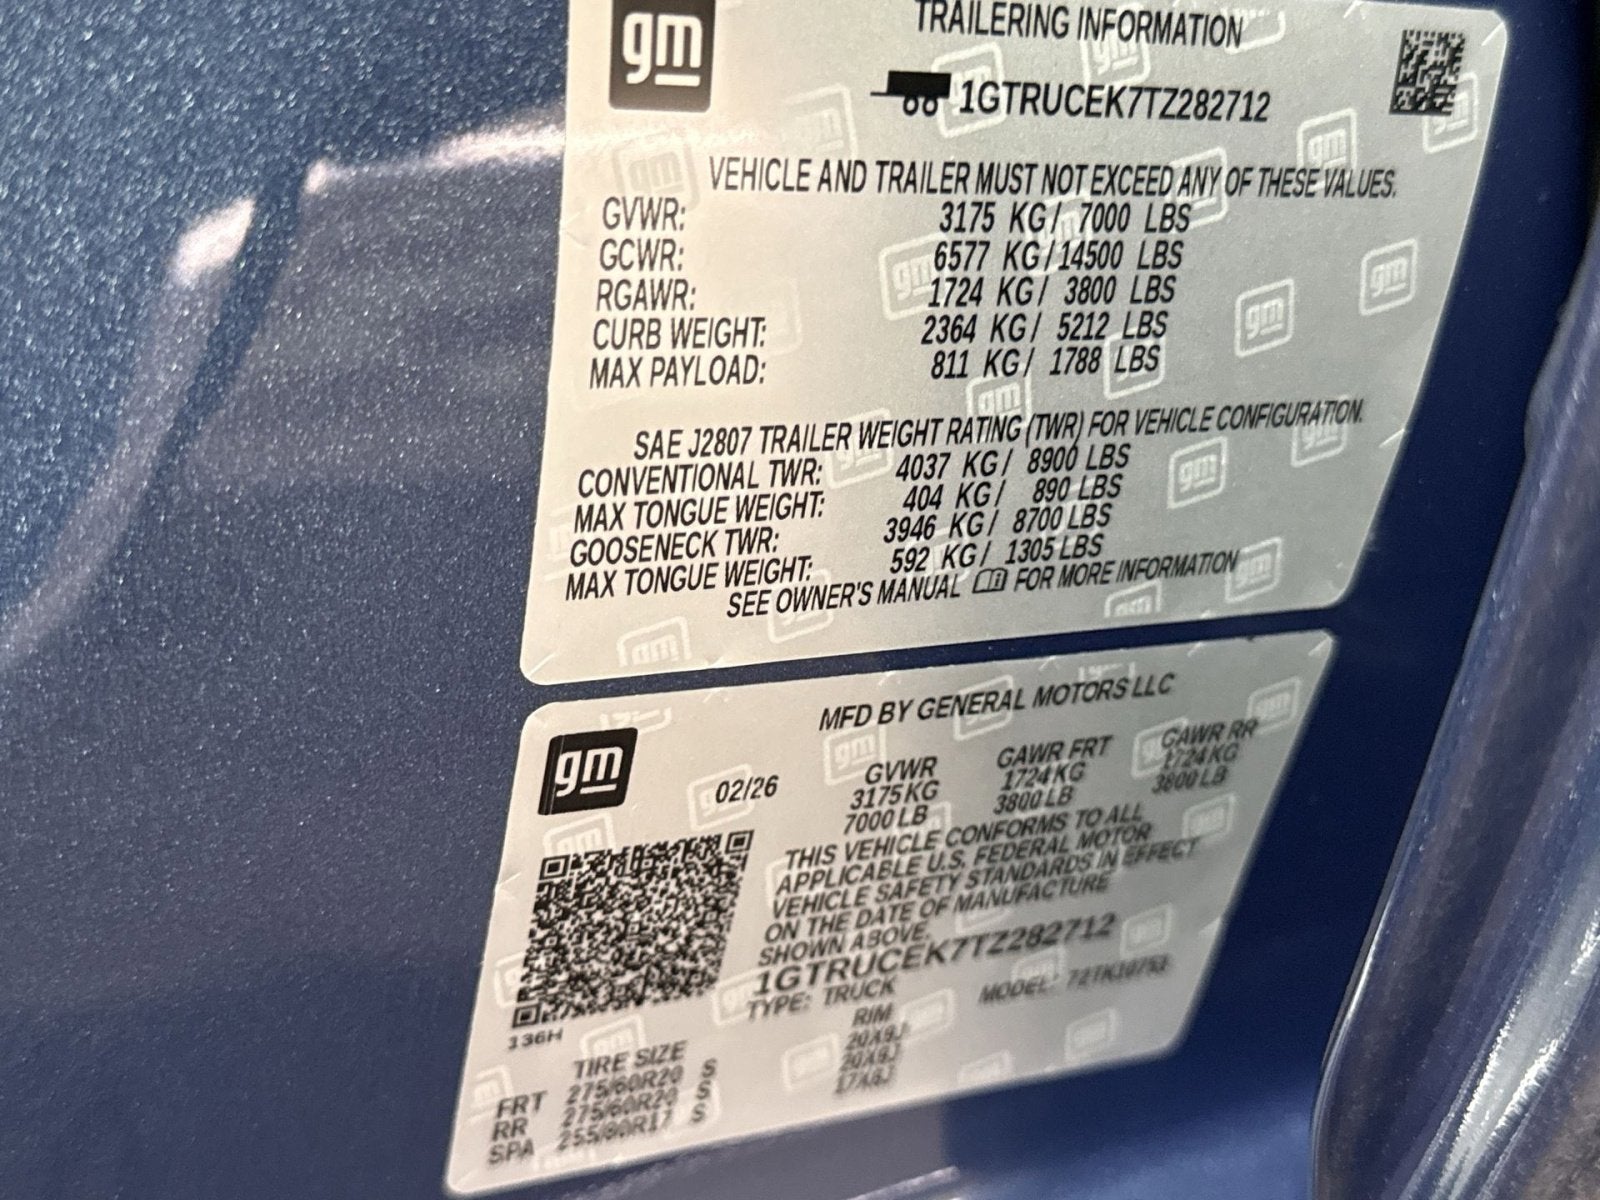 gm
TRAILERING INFORMATION
1GTRUCEK7TZ282712
VEHICLE AND TRAILER MUST NOT EXCEED ANY OF THESE VALUES.
GVWR: 3175 KG/ 7000 LBS
GCWR: 6577 KG/14500 LBS
RGAWR: 1724 KG/ 3800 LBS
CURB WEIGHT: 2364 KG/ 5212 LBS
MAX PAYLOAD: 811 KG/ 1788 LBS
SAE J2807 TRAILER WEIGHT RATING (TWR) FOR VEHICLE CONFIGURATION.
CONVENTIONAL TWR: 4037 KG/ 8900 LBS
MAX TONGUE WEIGHT: 404 KG/ 890 LBS
GOOSENECK TWR: 3946 KG/ 8700 LBS
MAX TONGUE WEIGHT: 592 KG/ 1305 LBS
SEE OWNER'S MANUAL FOR MORE INFORMATION
gm
MFD BY GENERAL MOTORS LLC
02/26
GVWR GAWR FRT GAWR RR
3175KG 1724KG 1724KG
7000LB 3800LB 3800LB
THIS VEHICLE CONFORMS TO ALL
APPLICABLE U.S. FEDERAL MOTOR
VEHICLE SAFETY STANDARDS IN EFFECT
ON THE DATE OF MANUFACTURE
SHOWN ABOVE.
1GTRUCEK7TZ282712
TYPE: TRUCK MODEL:
136H
TIRE SIZE RIM
FRT 275/60R20 S 20X9J
RR 275/60R20 S 20X9J
SPA 255/80R17 S